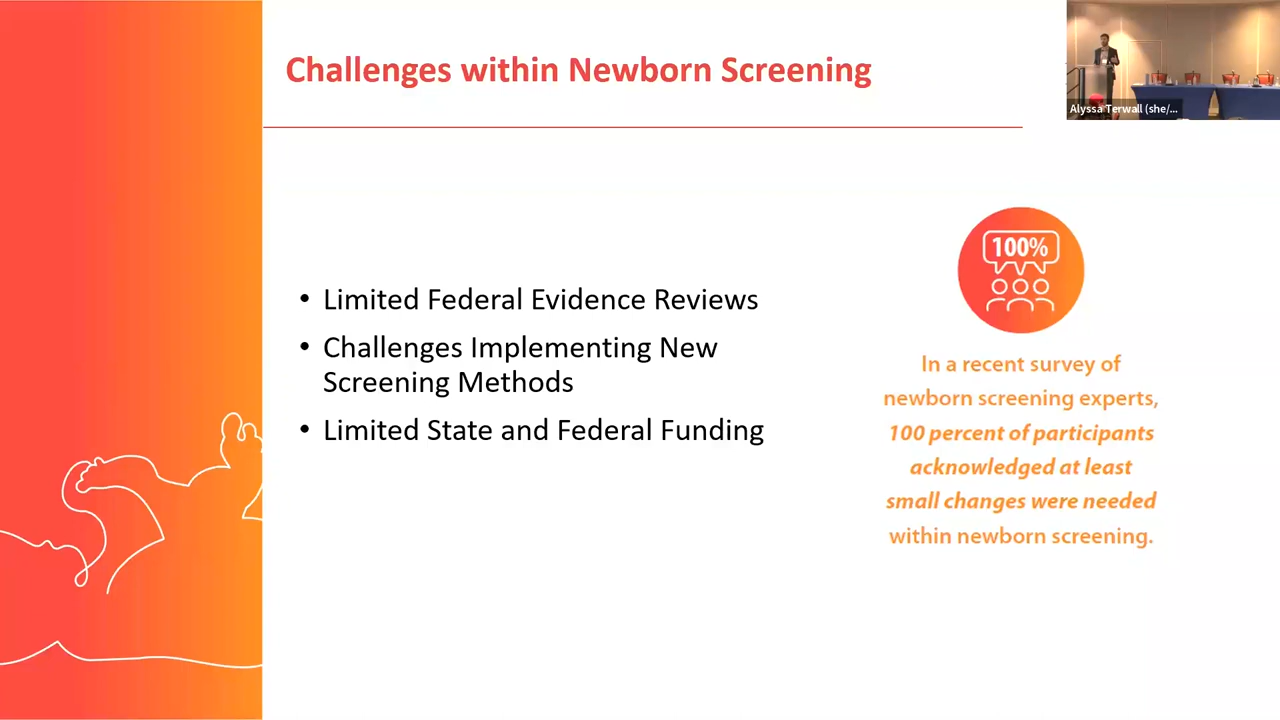 Challenges within Newborn Screening
Alyssa Terwall (she/...
• Limited Federal Evidence Reviews
• Challenges Implementing New
Screening Methods
• Limited State and Federal Funding
100%
In a recent survey of
newborn screening experts,
100 percent of participants
acknowledged at least
small changes were needed
within newborn screening.